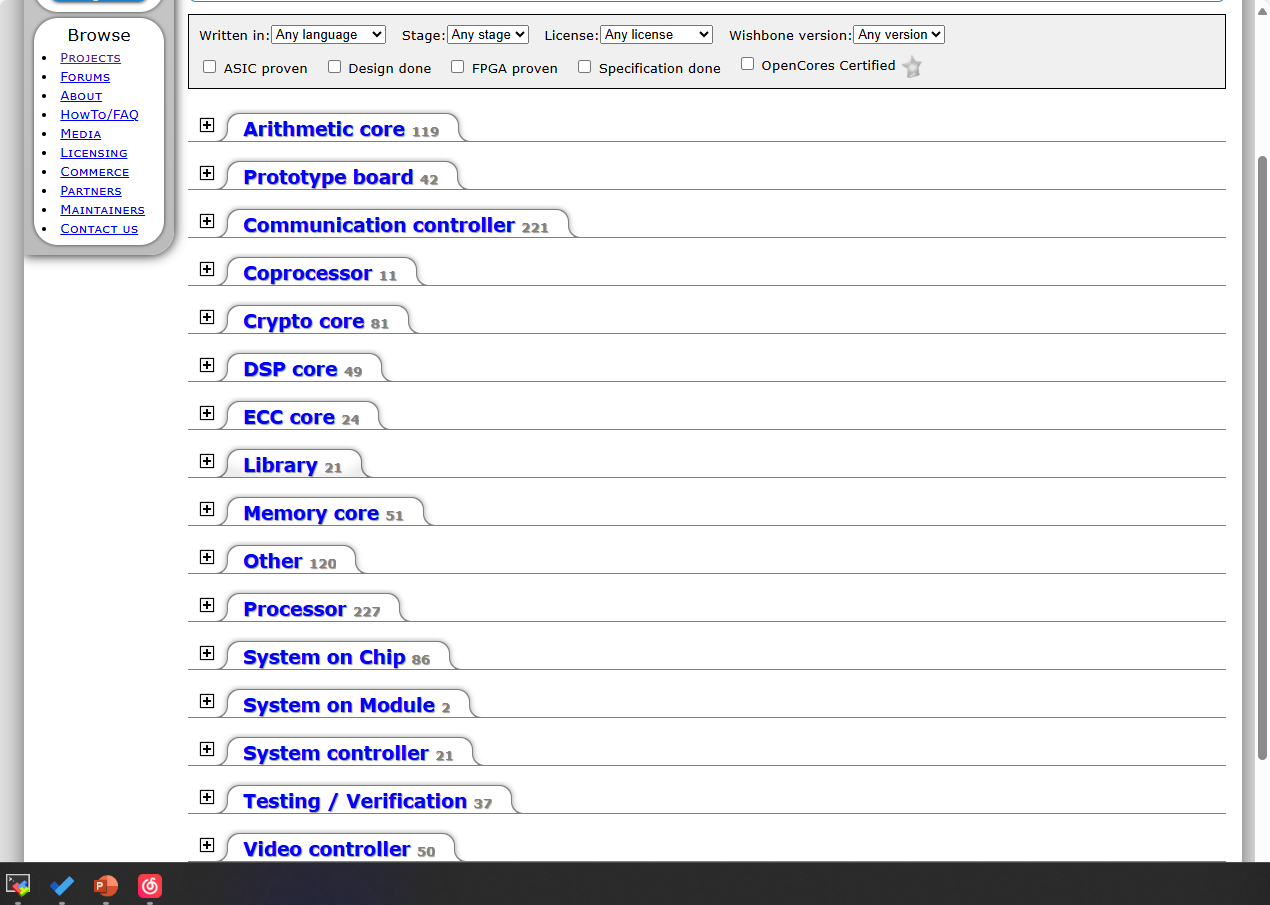 Browse
Projects
Forums
About
HowTo/FAQ
Media
Licensing
Commerce
Partners
Maintainers
Contact us
Written in: Any language Stage: Any stage License: Any license Wishbone version: Any version
ASIC proven Design done FPGA proven Specification done OpenCores Certified
Arithmetic core 119
Prototype board 42
Communication controller 221
Coprocessor 11
Crypto core 81
DSP core 49
ECC core 24
Library 21
Memory core 51
Other 120
Processor 227
System on Chip 86
System on Module 2
System controller 21
Testing / Verification 37
Video controller 50